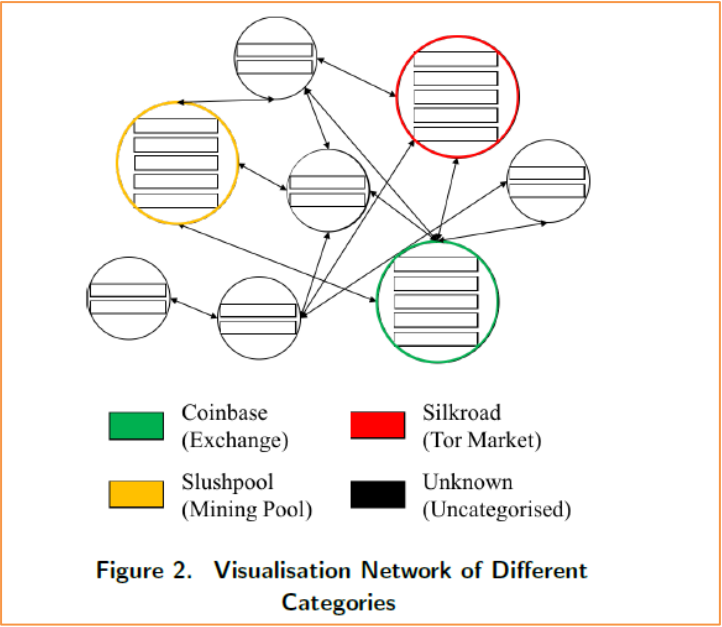 Coinbase
(Exchange)
Silkroad
(Tor Market)
Slushpool
(Mining Pool)
Unknown
(Uncategorised)
Figure 2. Visualisation Network of Different
Categories